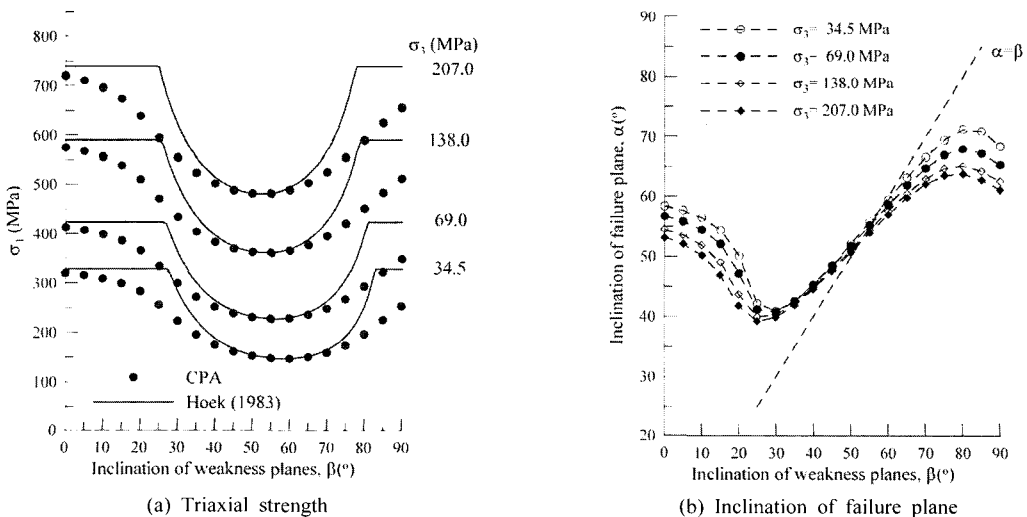 800
700
600
500
400
300
200
100
0
σ₁ (MPa)
σ₃ (MPa)
207.0
138.0
69.0
34.5
CPA
Hoek (1983)
0 10 20 30 40 50 60 70 80 90
Inclination of weakness planes, β(°)
(a) Triaxial strength
σ₃= 34.5 MPa
σ₃= 69.0 MPa
σ₃= 138.0 MPa
σ₃= 207.0 MPa
α=β
90
80
70
60
50
40
30
20
Inclination of failure plane, α(°)
0 10 20 30 40 50 60 70 80 90
Inclination of weakness planes, β(°)
(b) Inclination of failure plane